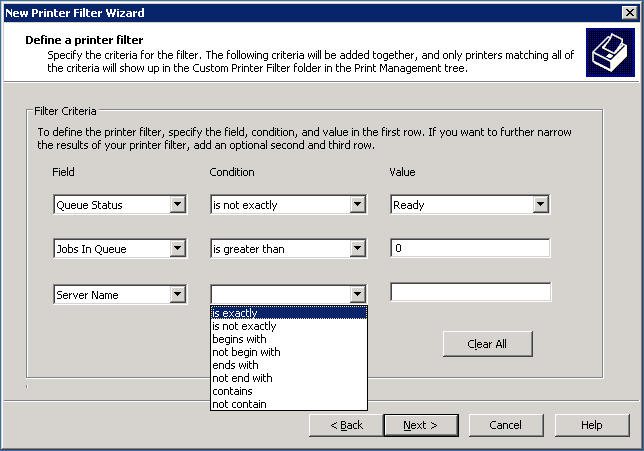 New Printer Filter Wizard
Define a printer filter
Specify the criteria for the filter. The following criteria will be added together, and only printers matching all of
the criteria will show up in the Custom Printer Filter folder in the Print Management tree.
Filter Criteria
To define the printer filter, specify the field, condition, and value in the first row. If you want to further narrow
the results of your printer filter, add an optional second and third row.
Field Condition Value
Queue Status is not exactly Ready
Jobs In Queue is greater than 0
Server Name
is exactly
is not exactly
begins with
not begin with
ends with
not end with
contains
not contain
Clear All
< Back Next > Cancel Help